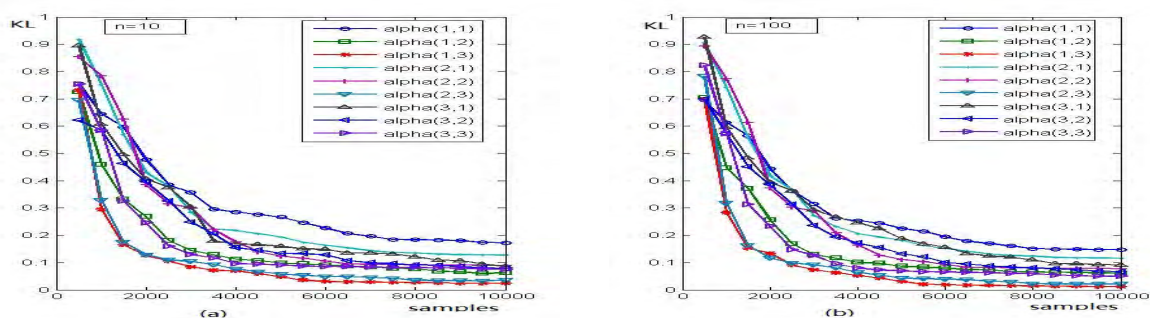 KL
n=10
1
0.9
0.8
0.7
0.6
0.5
0.4
0.3
0.2
0.1
0
0
2000
4000
6000
8000
10000
samples
(a)
alpha(1,1)
alpha(1,2)
alpha(1,3)
alpha(2,1)
alpha(2,2)
alpha(2,3)
alpha(3,1)
alpha(3,2)
alpha(3,3)
KL
n=100
1
0.9
0.8
0.7
0.6
0.5
0.4
0.3
0.2
0.1
0
0
2000
4000
6000
8000
10000
samples
(b)
alpha(1,1)
alpha(1,2)
alpha(1,3)
alpha(2,1)
alpha(2,2)
alpha(2,3)
alpha(3,1)
alpha(3,2)
alpha(3,3)